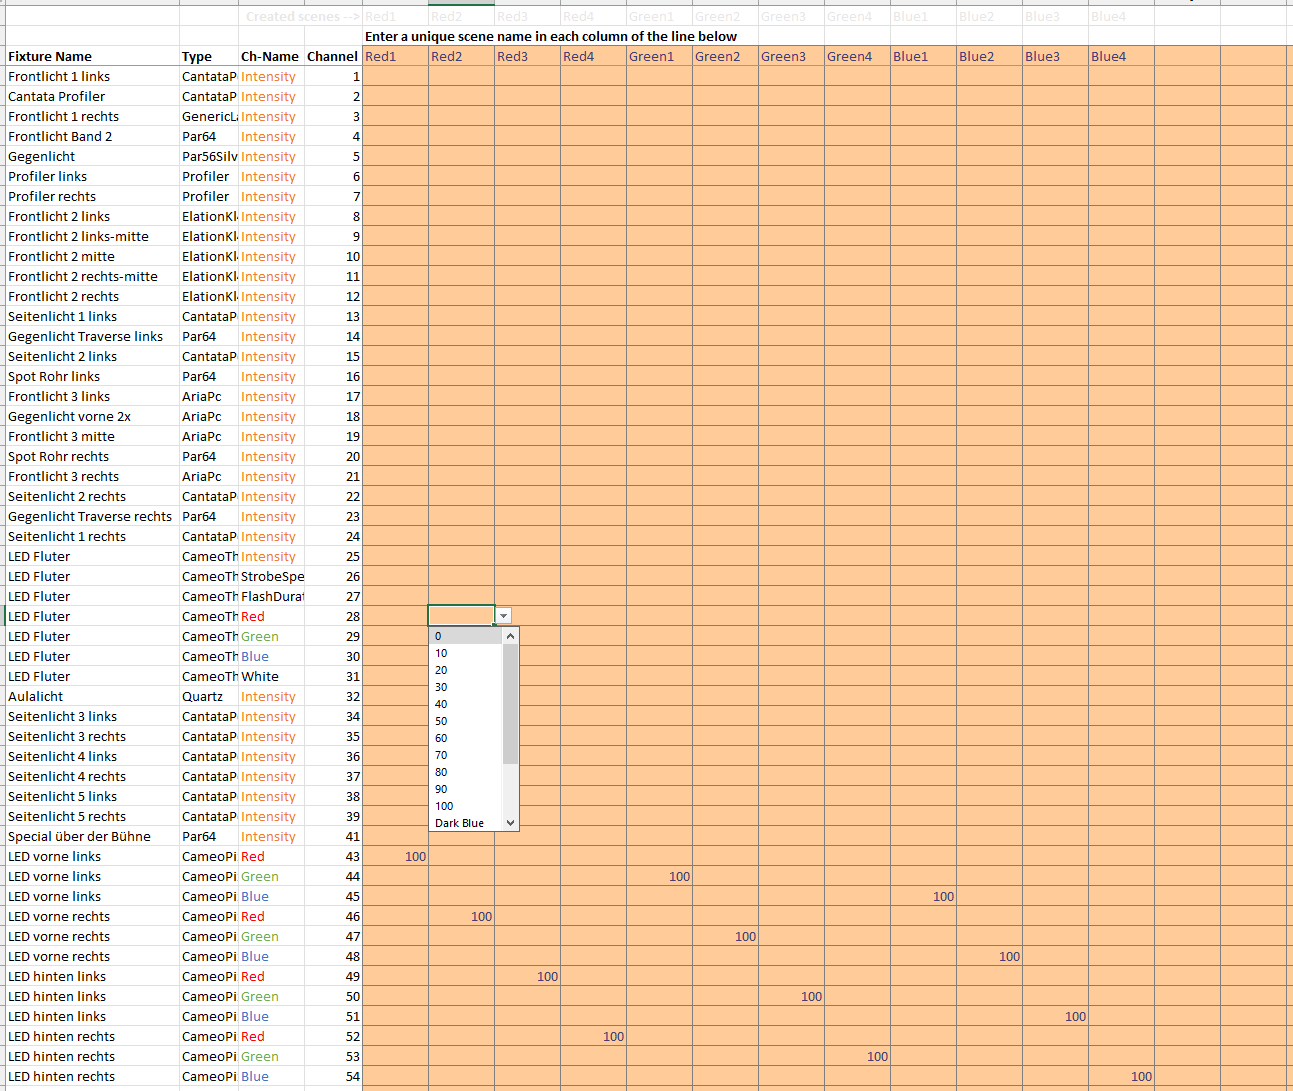 Created scenes --> Red1 Red2 Red3 Red4 Green1 Green2 Green3 Green4 Blue1 Blue2 Blue3 Blue4
Enter a unique scene name in each column of the line below
Fixture Name Type Ch-Name Channel Red1 Red2 Red3 Red4 Green1 Green2 Green3 Green4 Blue1 Blue2 Blue3 Blue4
Frontlicht 1 links CantataP Intensity 1
Cantata Profiler CantataP Intensity 2
Frontlicht 1 rechts GenericLa Intensity 3
Frontlicht Band 2 Par64 Intensity 4
Gegenlicht Par56Silv Intensity 5
Profiler links Profiler Intensity 6
Profiler rechts Profiler Intensity 7
Frontlicht 2 links ElationKl Intensity 8
Frontlicht 2 links-mitte ElationKl Intensity 9
Frontlicht 2 mitte ElationKl Intensity 10
Frontlicht 2 rechts-mitte ElationKl Intensity 11
Frontlicht 2 rechts ElationKl Intensity 12
Seitenlicht 1 links CantataP Intensity 13
Gegenlicht Traverse links Par64 Intensity 14
Seitenlicht 2 links CantataP Intensity 15
Spot Rohr links Par64 Intensity 16
Frontlicht 3 links AriaPc Intensity 17
Gegenlicht vorne 2x AriaPc Intensity 18
Frontlicht 3 mitte AriaPc Intensity 19
Spot Rohr rechts Par64 Intensity 20
Frontlicht 3 rechts AriaPc Intensity 21
Seitenlicht 2 rechts CantataP Intensity 22
Gegenlicht Traverse rechts Par64 Intensity 23
Seitenlicht 1 rechts CantataP Intensity 24
LED Fluter CameoTh Intensity 25
LED Fluter CameoTh StrobeSpe 26
LED Fluter CameoTh FlashDurat 27
LED Fluter CameoTh Red 28
LED Fluter CameoTh Green 29 0
LED Fluter CameoTh Blue 30 10
LED Fluter CameoTh White 31 20
Aulalicht Quartz Intensity 32 30
Seitenlicht 3 links CantataP Intensity 34 40
Seitenlicht 3 rechts CantataP Intensity 35 50
Seitenlicht 4 links CantataP Intensity 36 60
Seitenlicht 4 rechts CantataP Intensity 37 70
80
Seitenlicht 5 links CantataP Intensity 38 90
Seitenlicht 5 rechts CantataP Intensity 39 100
Special über der Bühne Par64 Intensity 41 Dark Blue
LED vorne links CameoPi Red 43 100
LED vorne links CameoPi Green 44 100
LED vorne links CameoPi Blue 45 100
LED vorne rechts CameoPi Red 46 100
LED vorne rechts CameoPi Green 47 100
LED vorne rechts CameoPi Blue 48 100
LED hinten links CameoPi Red 49 100
LED hinten links CameoPi Green 50 100
LED hinten links CameoPi Blue 51 100
LED hinten rechts CameoPi Red 52 100
LED hinten rechts CameoPi Green 53 100
LED hinten rechts CameoPi Blue 54 100